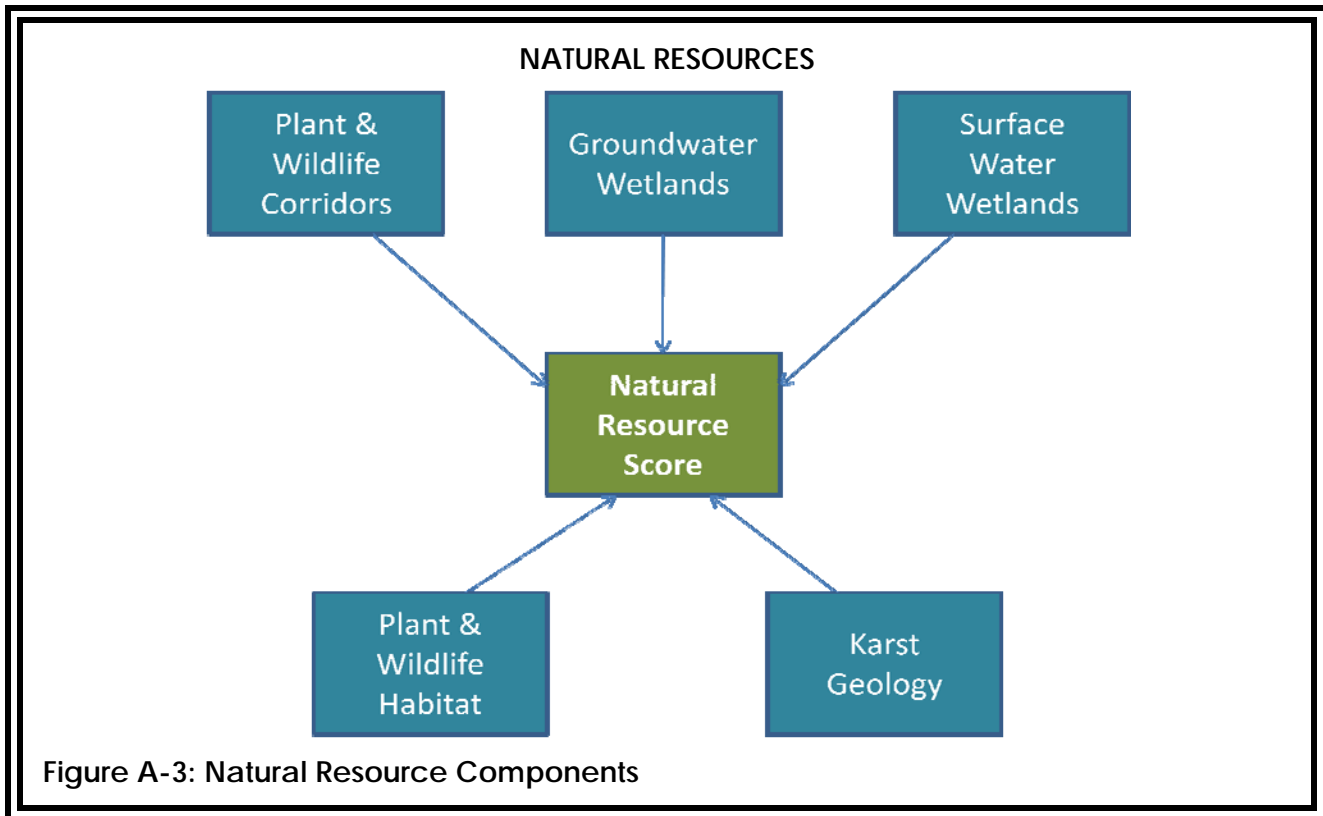 NATURAL RESOURCES
Plant &
Wildlife
Corridors
Groundwater
Wetlands
Surface
Water
Wetlands
Natural
Resource
Score
Plant &
Wildlife
Habitat
Karst
Geology
Figure A-3: Natural Resource Components